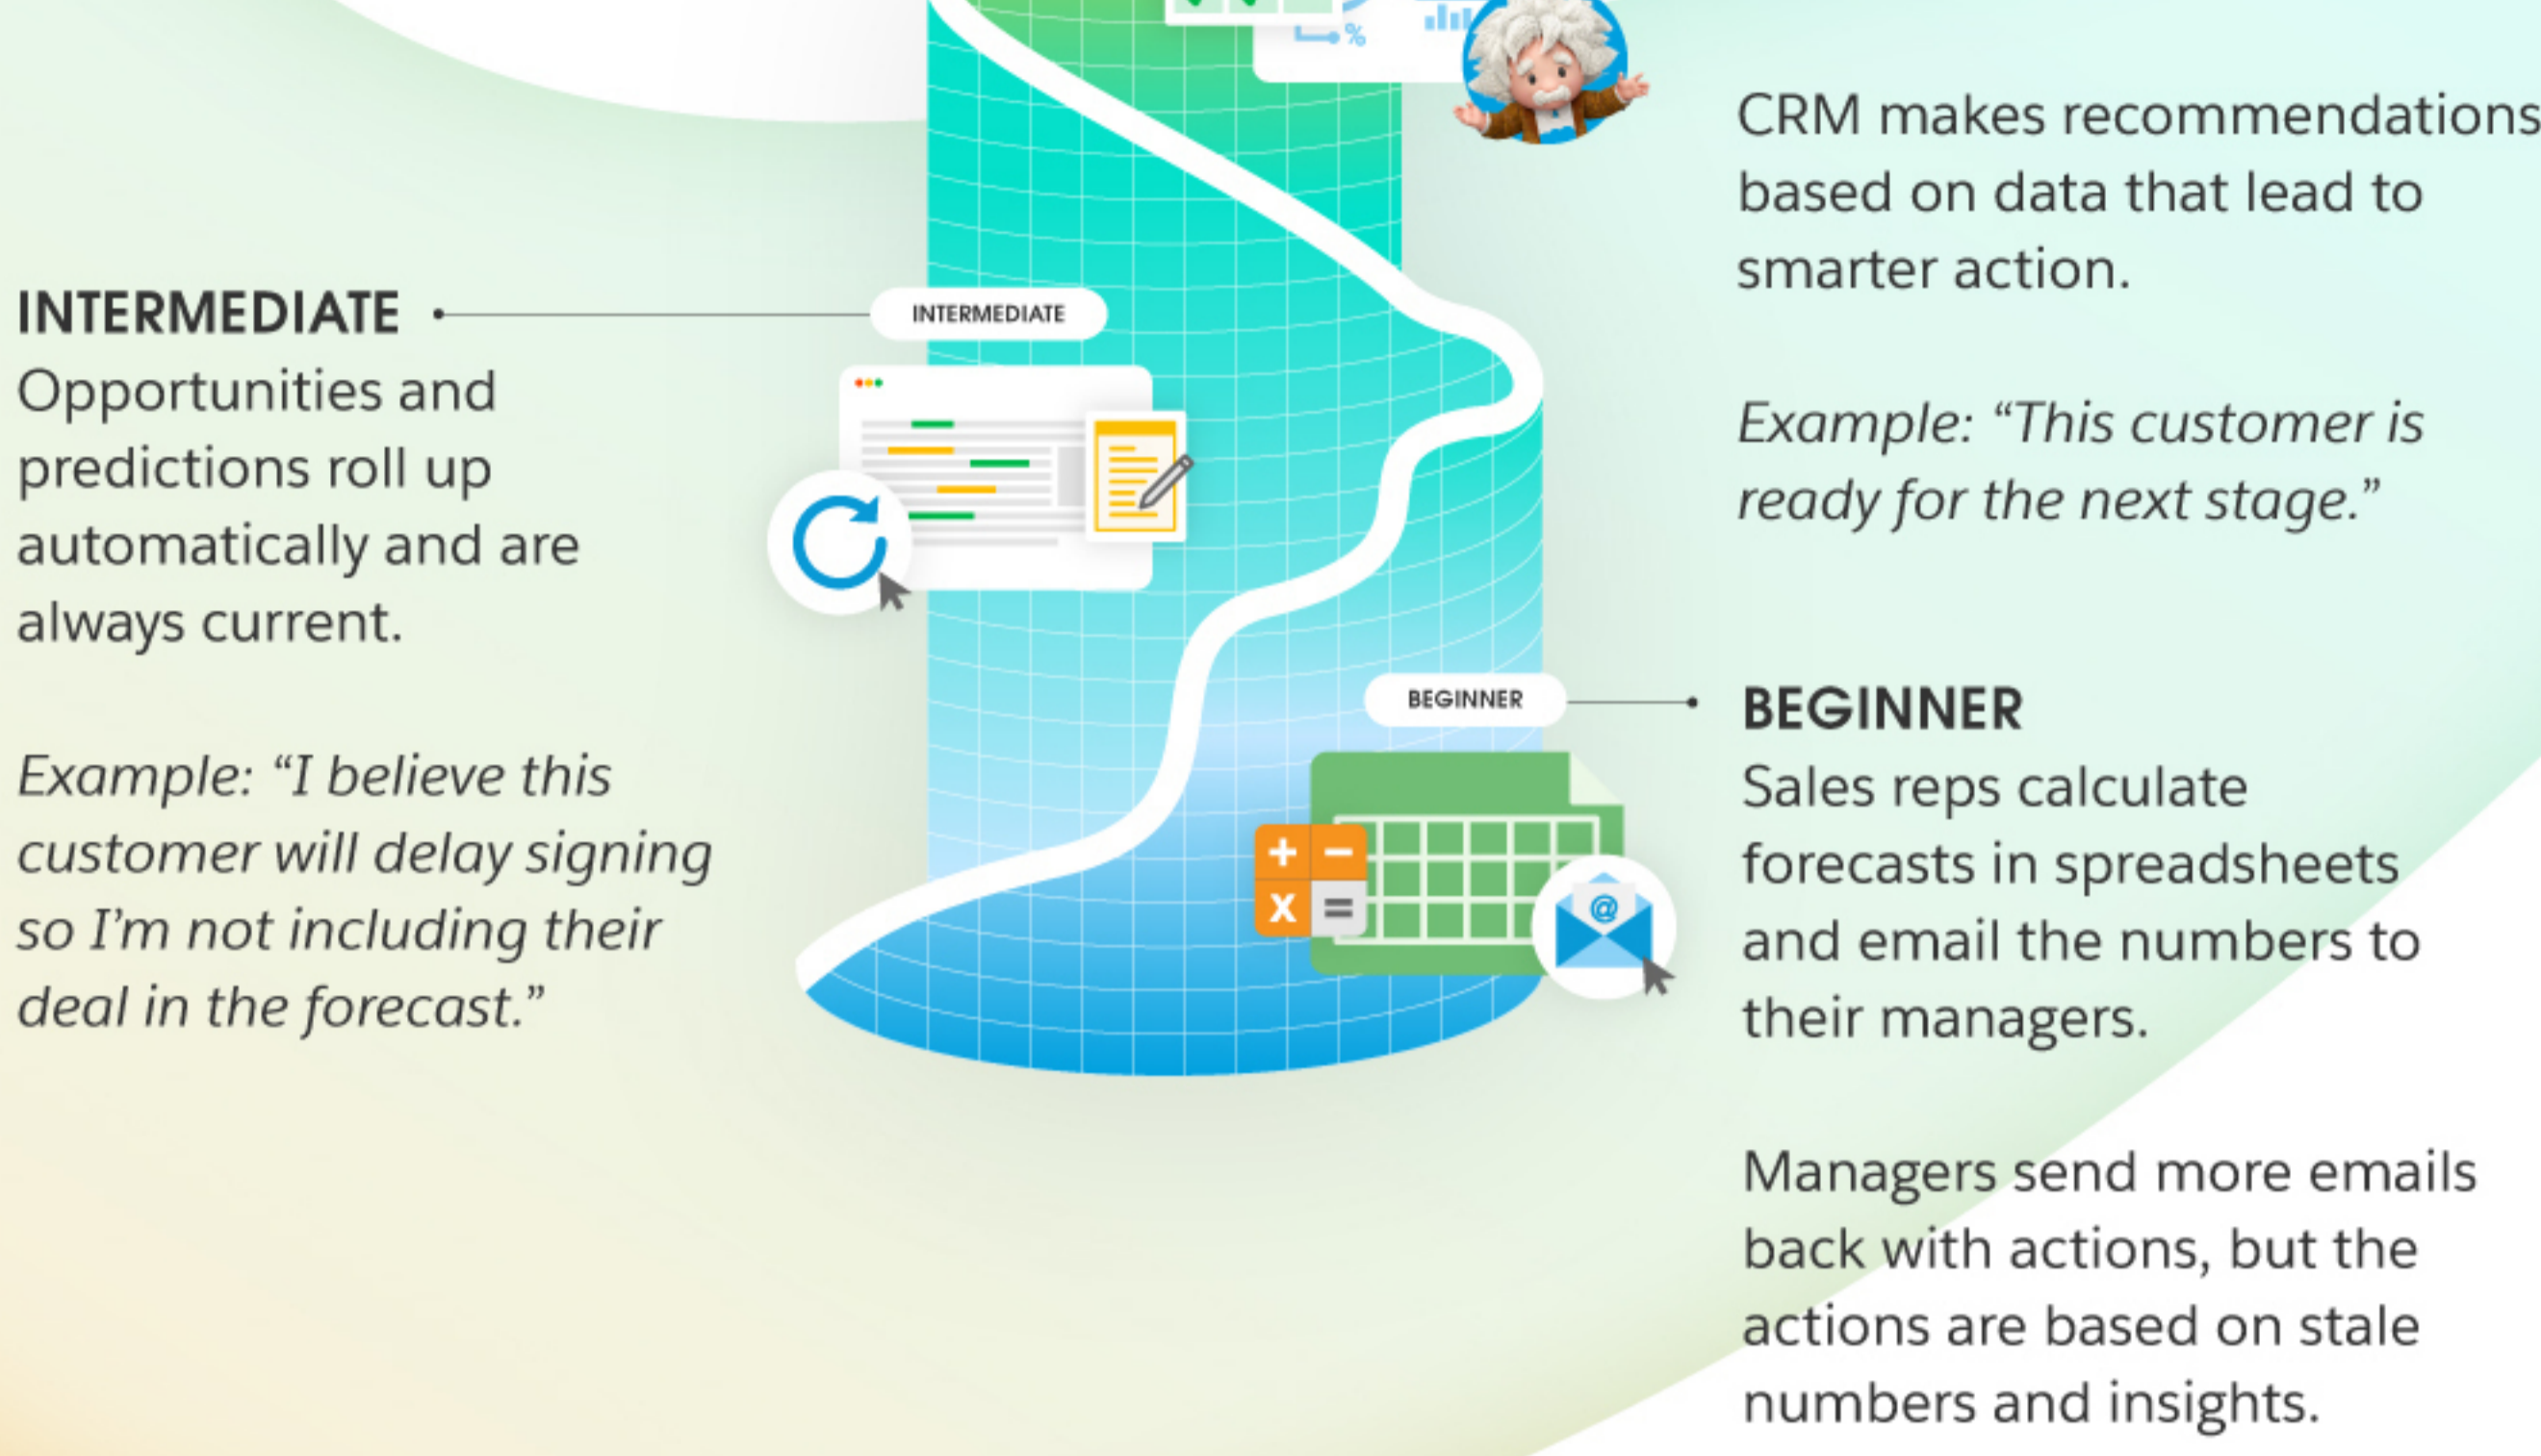 %
CRM makes recommendations
based on data that lead to
smarter action.
Example: “This customer is
ready for the next stage.”
INTERMEDIATE
INTERMEDIATE
Opportunities and
predictions roll up
automatically and are
always current.
Example: “I believe this
customer will delay signing
so I’m not including their
deal in the forecast.”
BEGINNER
BEGINNER
+ −
X =
@
Sales reps calculate
forecasts in spreadsheets
and email the numbers to
their managers.
Managers send more emails
back with actions, but the
actions are based on stale
numbers and insights.